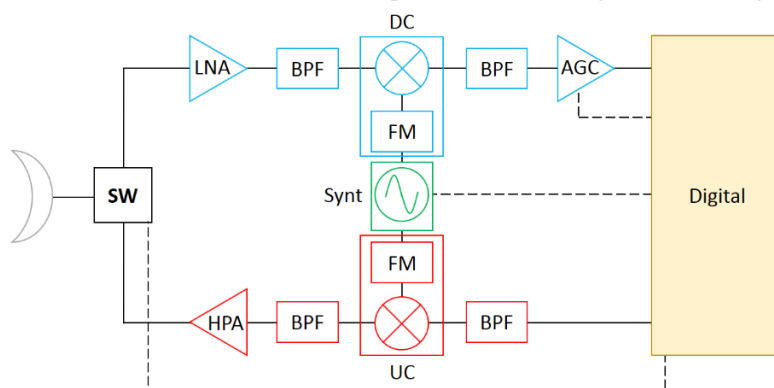 DC
LNA
BPF
BPF
AGC
FM
SW
Synt
Digital
FM
HPA
BPF
BPF
UC